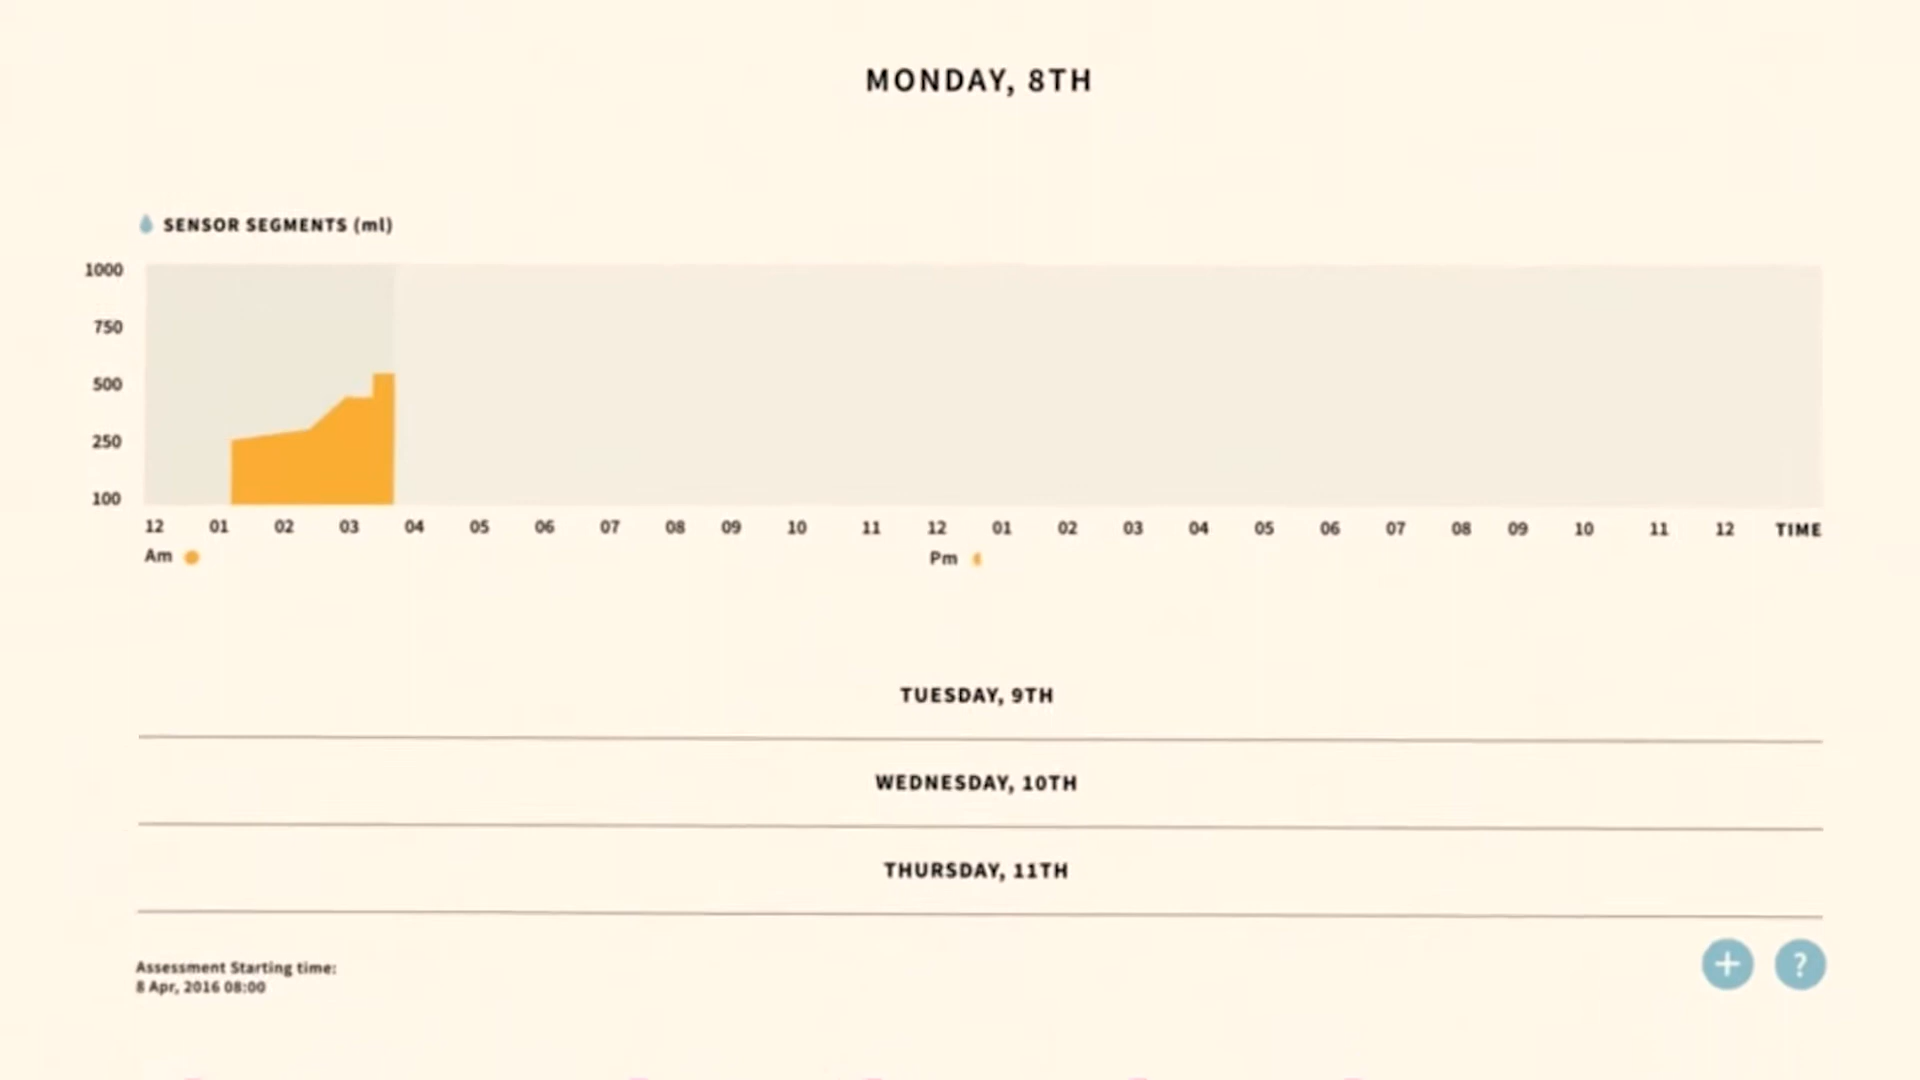 MONDAY, 8TH
SENSOR SEGMENTS (ml)
1000
750
500
250
100
12 01 02 03 04 05 06 07 08 09 10 11 12 01 02 03 04 05 06 07 08 09 10 11 12 TIME
Am Pm
TUESDAY, 9TH
WEDNESDAY, 10TH
THURSDAY, 11TH
Assessment Starting time:
8 Apr, 2016 08:00
+ ?